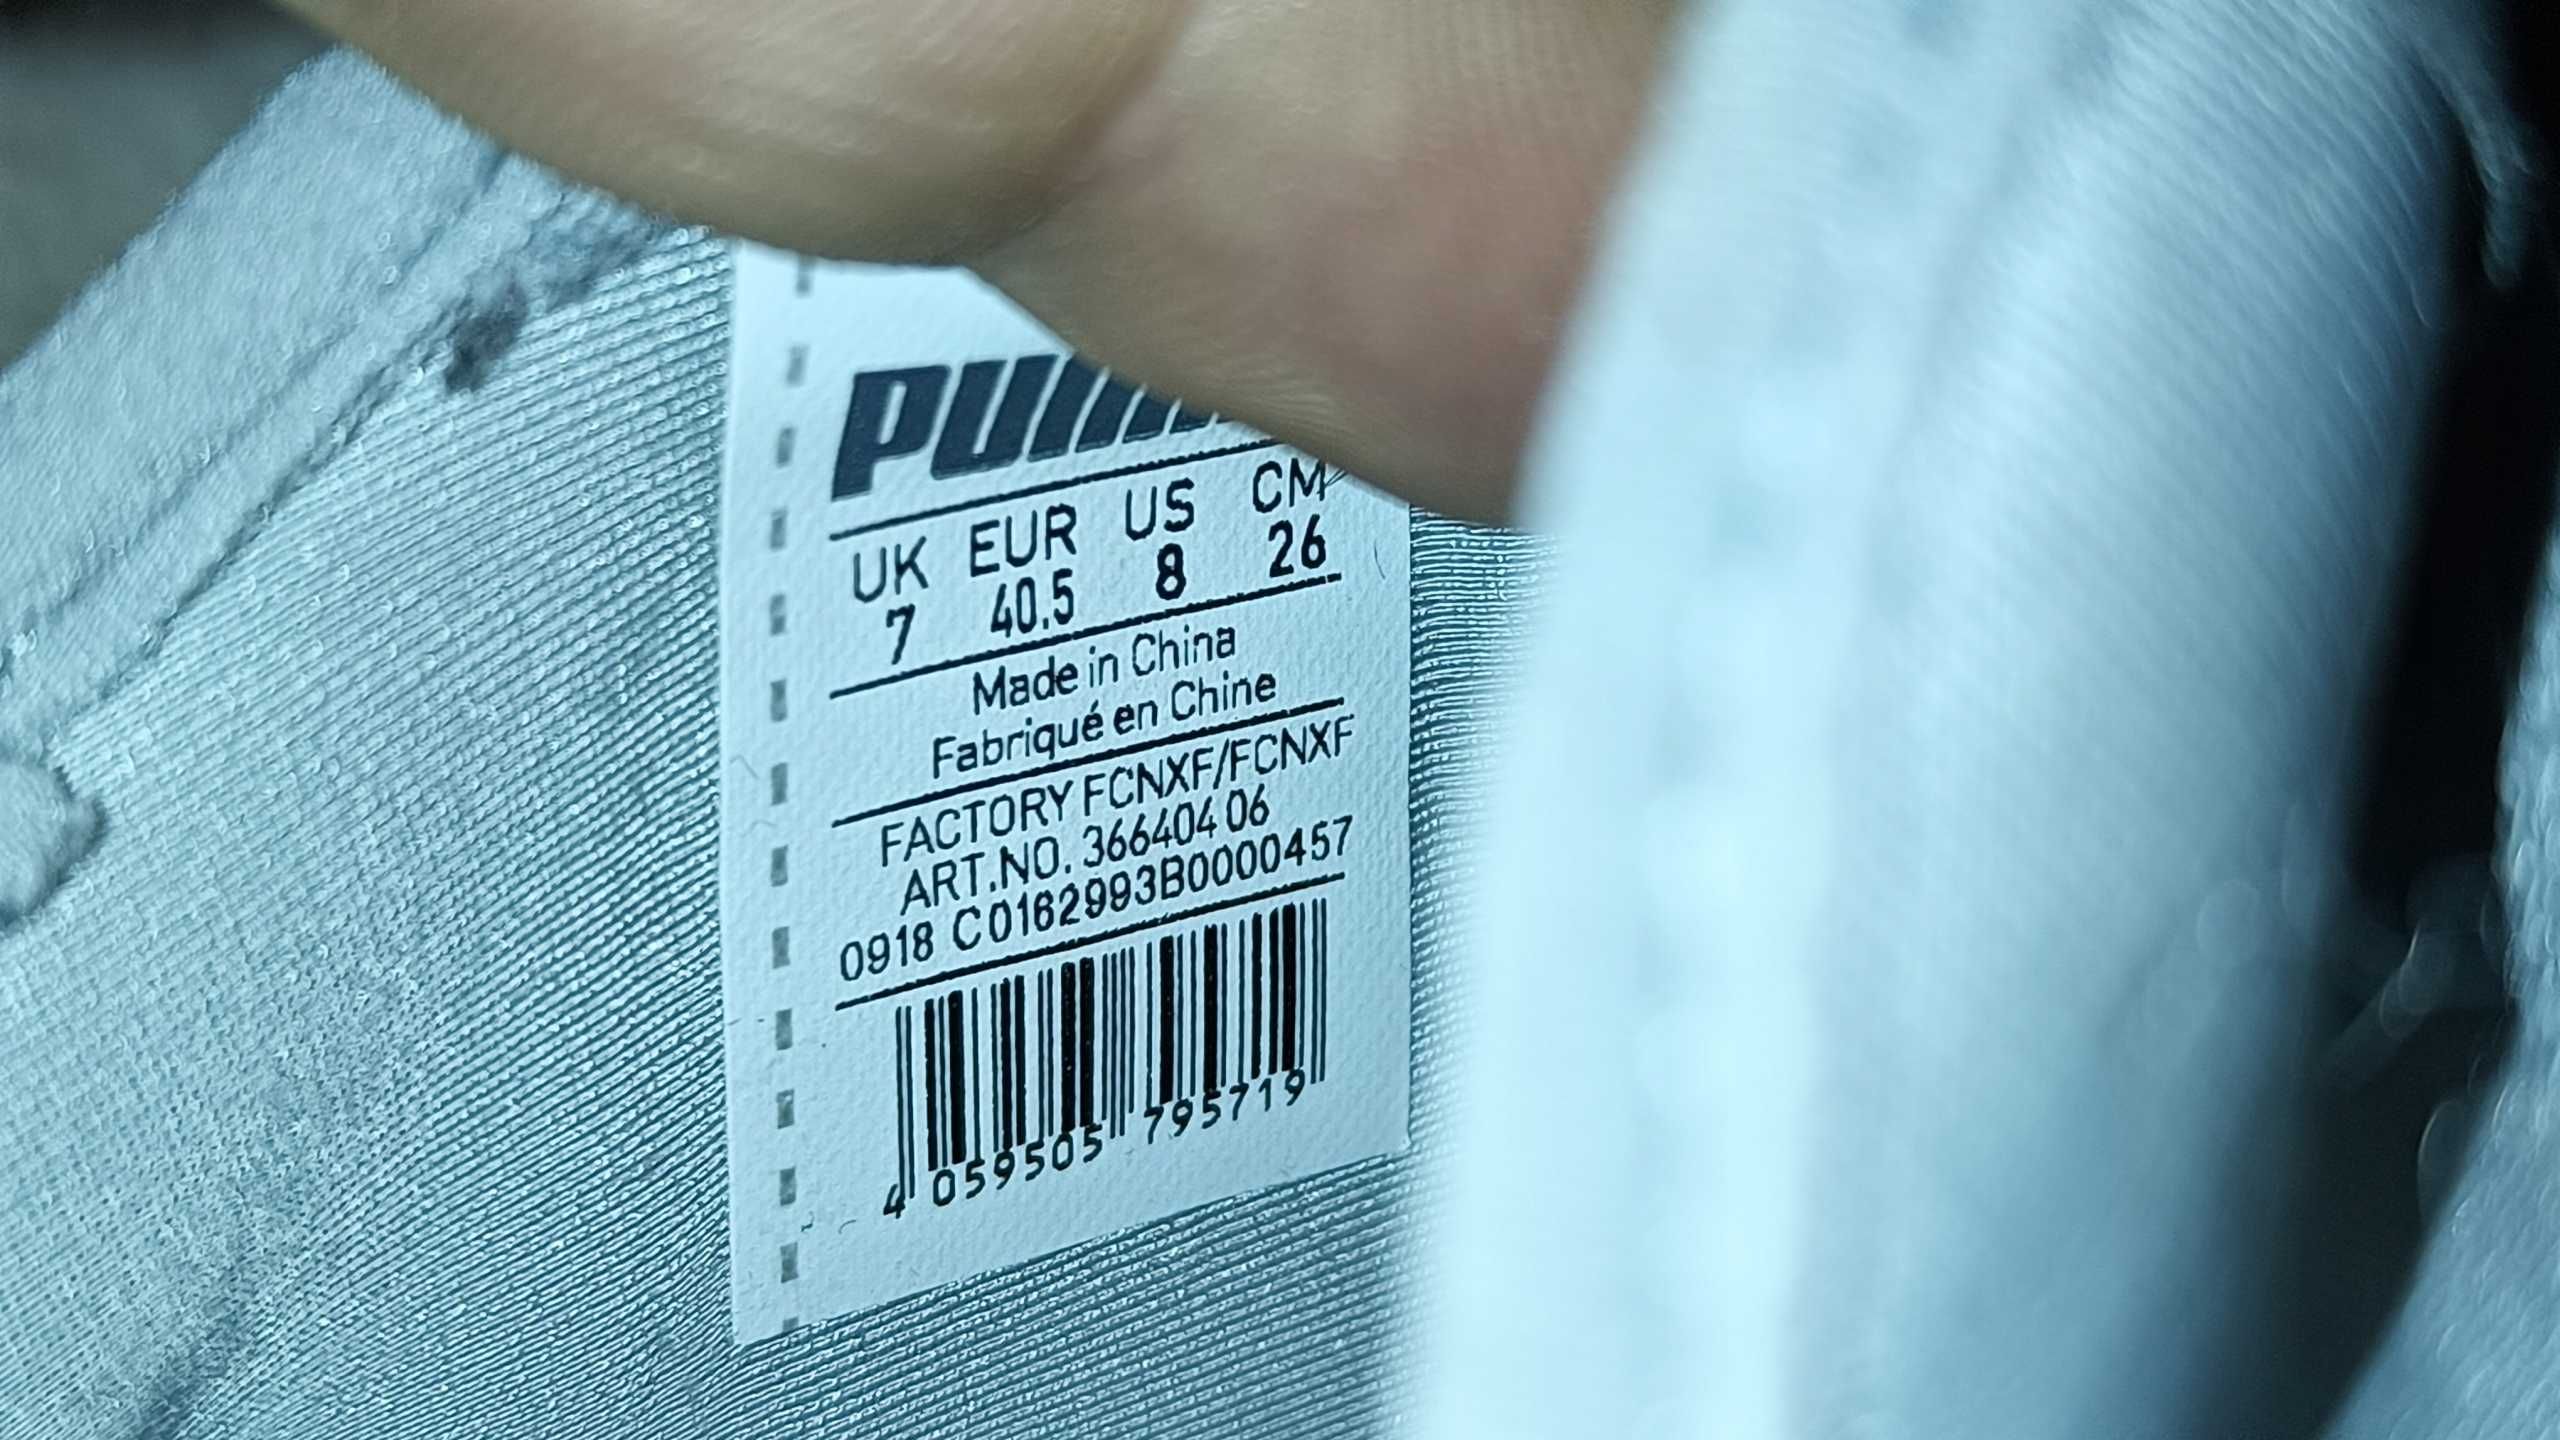 PUMA
UK EUR US CM
7 40.5 8 26
Made in China
Fabriqué en Chine
FACTORY FCNXF/FCNXF
ART.NO. 366404 06
0918 C0162993B0000457
4 059505 795719